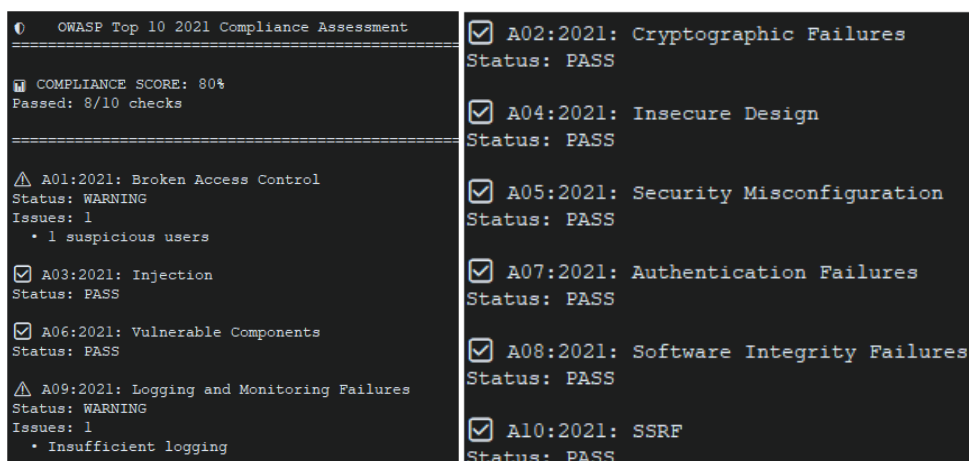 OWASP Top 10 2021 Compliance Assessment
==================================================
COMPLIANCE SCORE: 80%
Passed: 8/10 checks
==================================================
⚠ A01:2021: Broken Access Control
Status: WARNING
Issues: 1
• 1 suspicious users
☑ A03:2021: Injection
Status: PASS
☑ A06:2021: Vulnerable Components
Status: PASS
⚠ A09:2021: Logging and Monitoring Failures
Status: WARNING
Issues: 1
• Insufficient logging
☑ A02:2021: Cryptographic Failures
Status: PASS
☑ A04:2021: Insecure Design
Status: PASS
☑ A05:2021: Security Misconfiguration
Status: PASS
☑ A07:2021: Authentication Failures
Status: PASS
☑ A08:2021: Software Integrity Failures
Status: PASS
☑ A10:2021: SSRF
Status: PASS